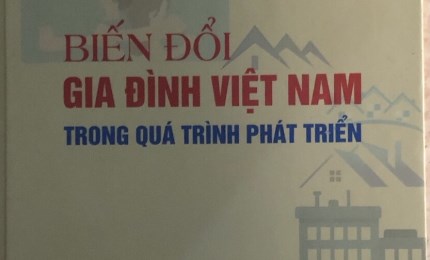 BIẾN ĐỔI
GIA ĐÌNH VIỆT NAM
TRONG QUÁ TRÌNH PHÁT TRIỂN